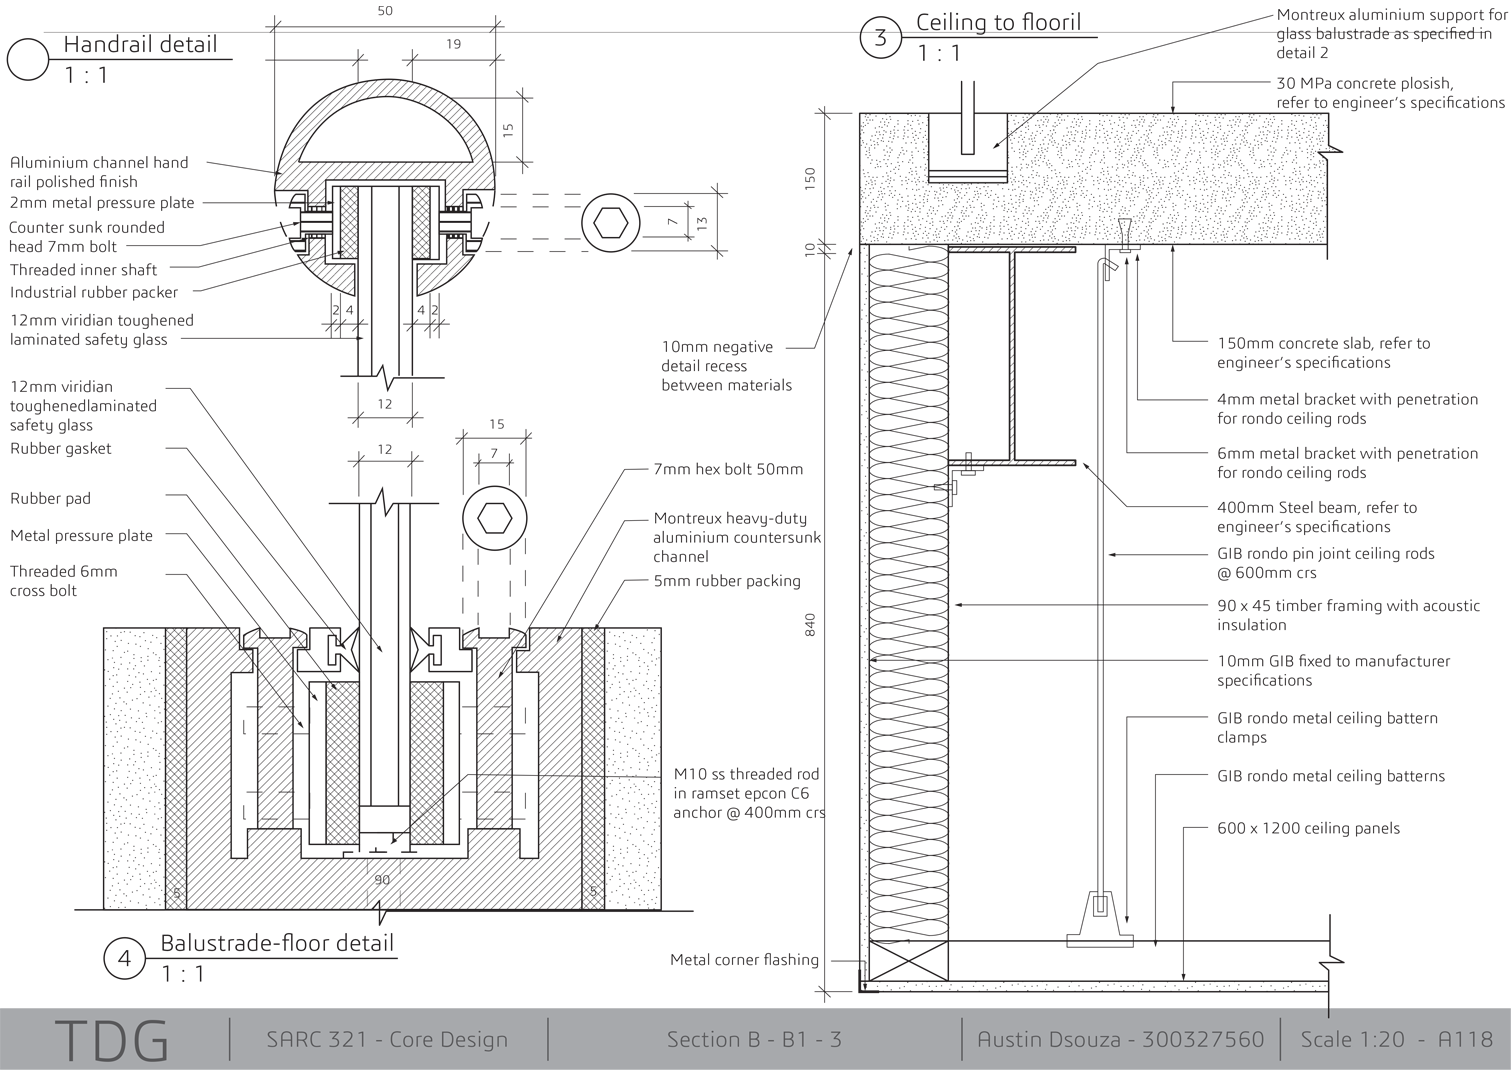 Handrail detail
1 : 1
50
19
15
Aluminium channel hand
rail polished finish
2mm metal pressure plate
Counter sunk rounded
head 7mm bolt
Threaded inner shaft
Industrial rubber packer
12mm viridian toughened
laminated safety glass
7
13
2
4
4
2
12
12mm viridian
toughenedlaminated
safety glass
Rubber gasket
Rubber pad
Metal pressure plate
Threaded 6mm
cross bolt
12
15
7
7mm hex bolt 50mm
Montreux heavy-duty
aluminium countersunk
channel
5mm rubber packing
M10 ss threaded rod
in ramset epcon C6
anchor @ 400mm crs
5
90
5
4
Balustrade-floor detail
1 : 1
3
Ceiling to flooril
1 : 1
Montreux aluminium support for
glass balustrade as specified in
detail 2
30 MPa concrete plosish,
refer to engineer's specifications
150
10
840
10mm negative
detail recess
between materials
150mm concrete slab, refer to
engineer's specifications
4mm metal bracket with penetration
for rondo ceiling rods
6mm metal bracket with penetration
for rondo ceiling rods
400mm Steel beam, refer to
engineer's specifications
GIB rondo pin joint ceiling rods
@ 600mm crs
90 x 45 timber framing with acoustic
insulation
10mm GIB fixed to manufacturer
specifications
GIB rondo metal ceiling battern
clamps
GIB rondo metal ceiling batterns
600 x 1200 ceiling panels
Metal corner flashing
TDG
SARC 321 - Core Design
Section B - B1 - 3
Austin Dsouza - 300327560
Scale 1:20 - A118